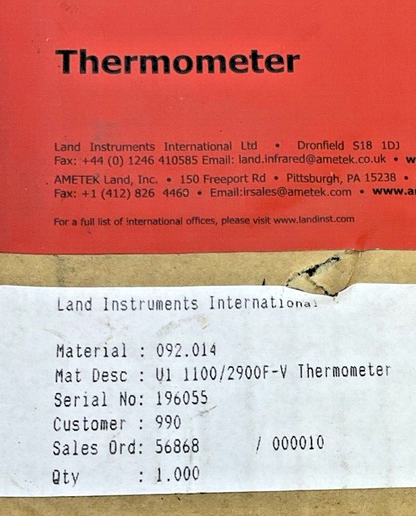 Thermometer
Land Instruments International Ltd • Dronfield S18 1DJ
Fax: +44 (0) 1246 410585 Email: land.infrared@ametek.co.uk •
AMETEK Land, Inc. • 150 Freeport Rd • Pittsburgh, PA 15238 •
Fax: +1 (412) 826 4460 • Email:irsales@ametek.com •
For a full list of international offices, please visit www.landinst.com
Land Instruments International
Material : 092.014
Mat Desc : U1 1100/2900F-V Thermometer
Serial No: 196055
Customer : 990
Sales Ord: 56868 / 000010
Qty : 1.000